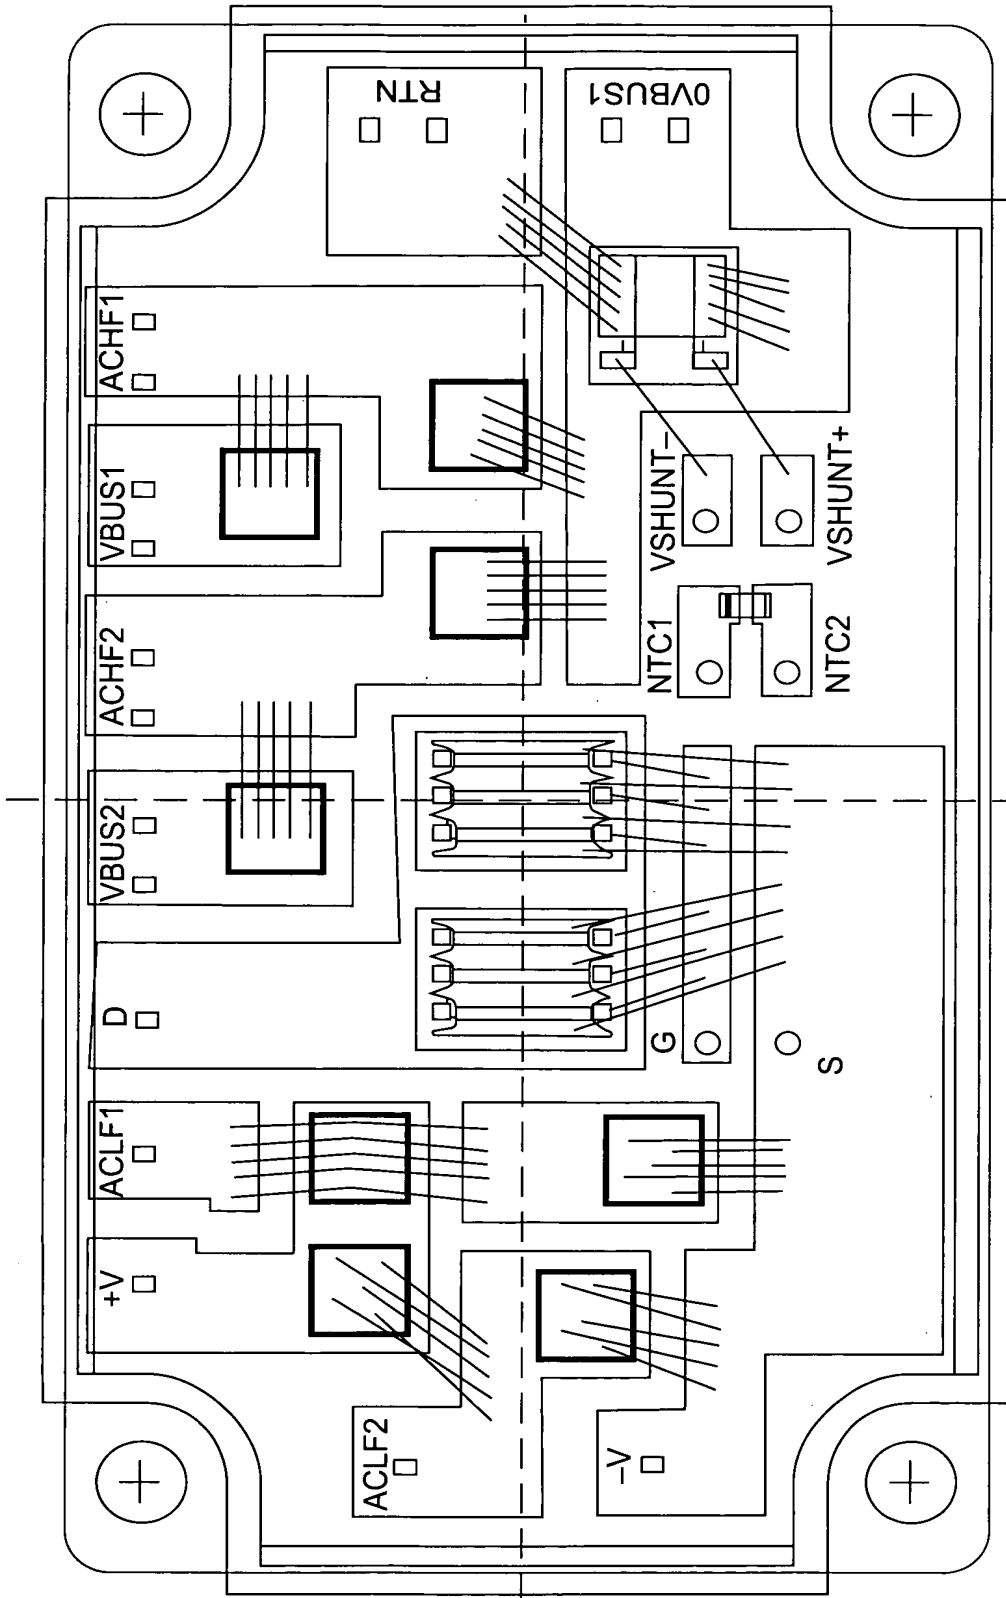 RTN
0VBUS1
ACHF1
VBUS1
ACHF2
VBUS2
D
ACLF1
+V
VSHUNT-
VSHUNT+
NTC1
NTC2
G
S
ACLF2
-V